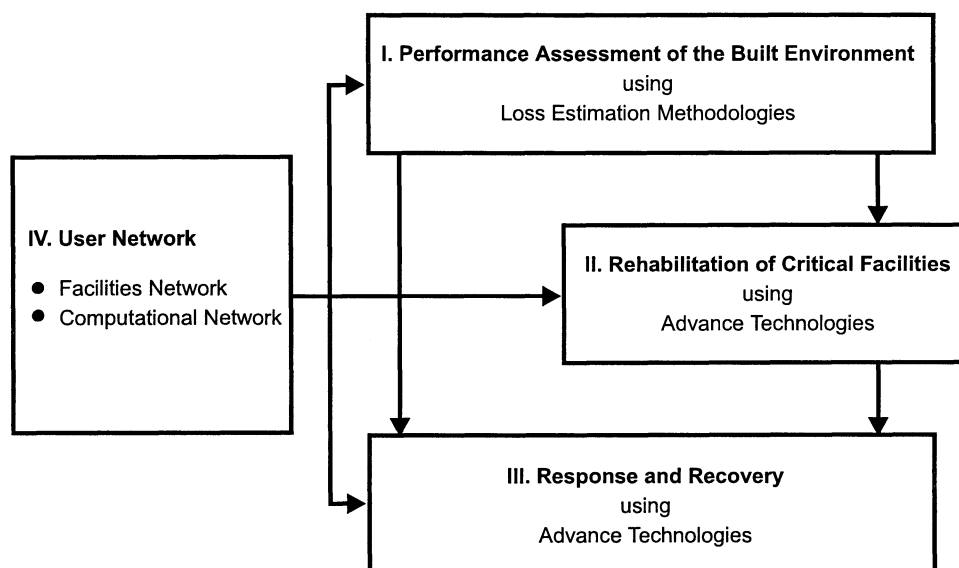 I. Performance Assessment of the Built Environment
using
Loss Estimation Methodologies
IV. User Network
● Facilities Network
● Computational Network
II. Rehabilitation of Critical Facilities
using
Advance Technologies
III. Response and Recovery
using
Advance Technologies